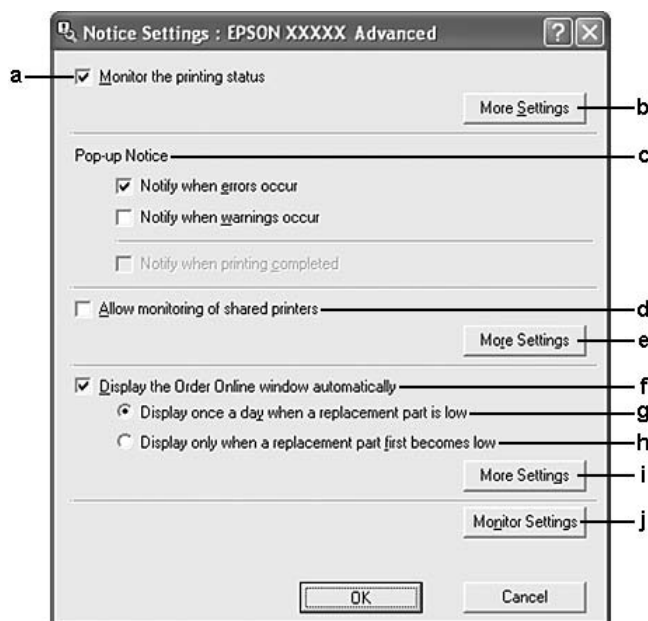 Notice Settings : EPSON XXXXX Advanced
a
Monitor the printing status
More Settings
b
Pop-up Notice
c
Notify when errors occur
Notify when warnings occur
Notify when printing completed
Allow monitoring of shared printers
d
More Settings
e
Display the Order Online window automatically
f
Display once a day when a replacement part is low
g
Display only when a replacement part first becomes low
h
More Settings
i
Monitor Settings
j
OK
Cancel